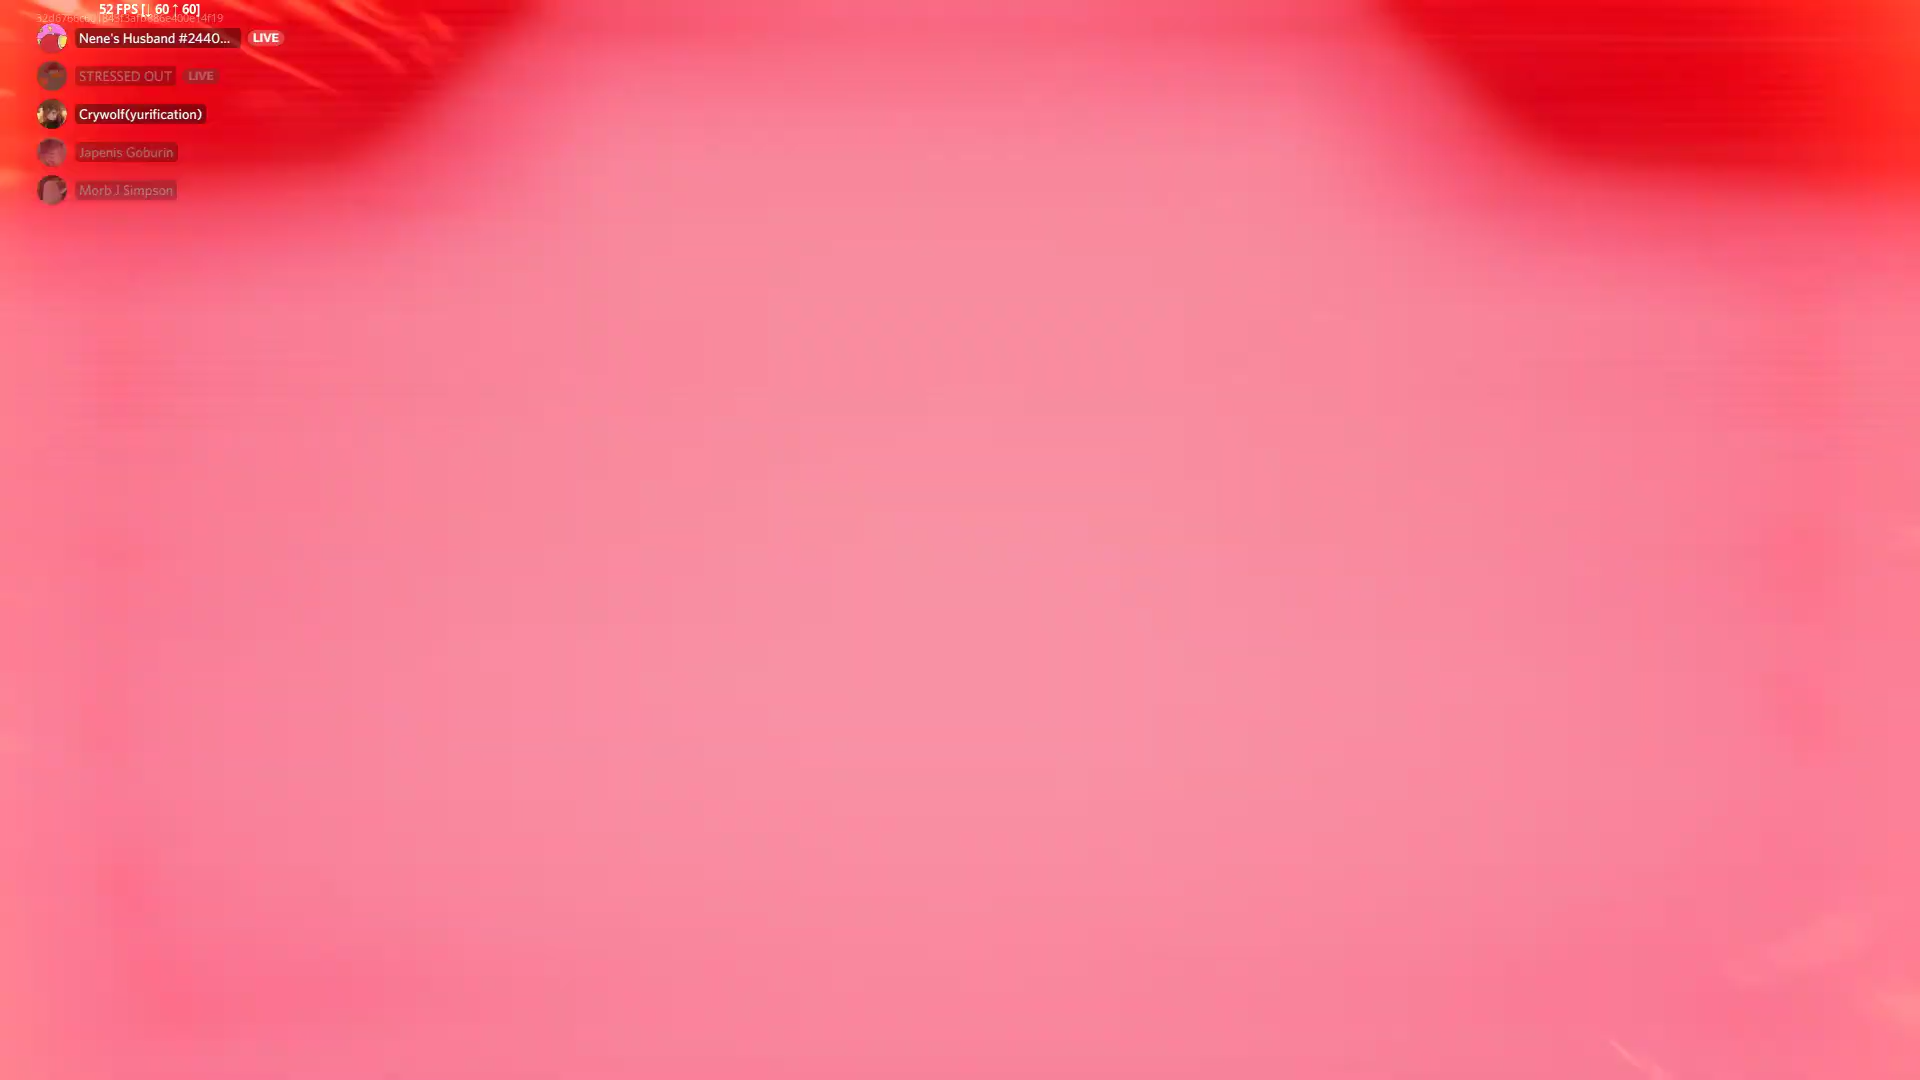 52 FPS [↓ 60 ↑ 60]
Nene's Husband #2440...
LIVE
STRESSED OUT
LIVE
Crywolf(yurification)
Japenis Goburin
Morb J Simpson